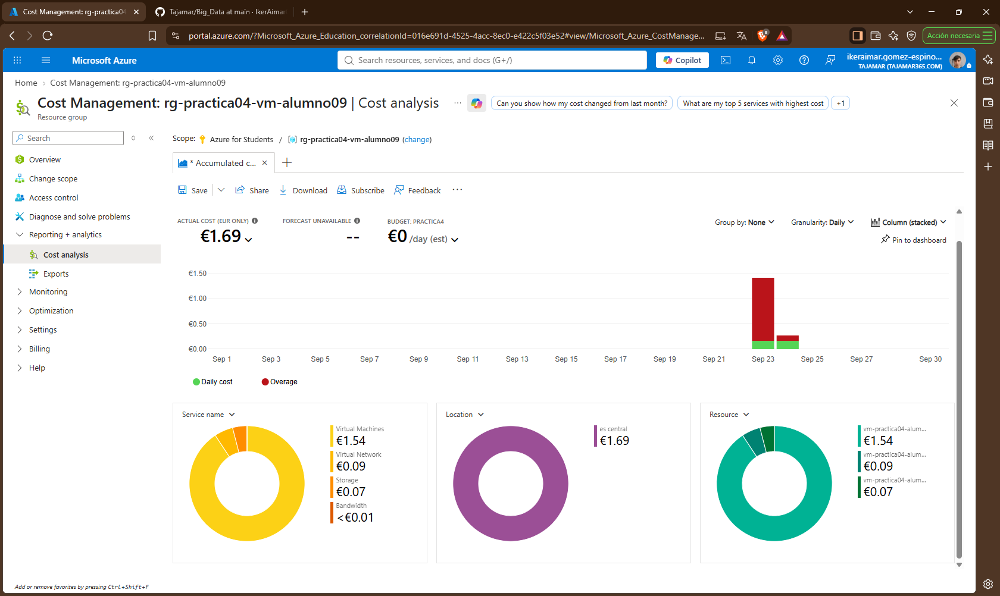 Cost Management: rg-practica04
Tajamar/Big_Data at main · IkerAimar
portal.azure.com/?Microsoft_Azure_Education_correlationId=016e691d-4525-4acc-8ec0-e422c5f03e52#view/Microsoft_Azure_CostManage...
8
Acción necesaria
Microsoft Azure
Search resources, services, and docs (G+/)
Copilot
ikeraimar.gomez-espino...
TAJAMAR (TAJAMAR365.COM)
Home
Cost Management: rg-practica04-vm-alumno09
Cost Management: rg-practica04-vm-alumno09 | Cost analysis
Resource group
Can you show how my cost changed from last month?
What are my top 5 services with highest cost
+1
Search
Overview
Change scope
Access control
Diagnose and solve problems
Reporting + analytics
Cost analysis
Exports
Monitoring
Optimization
Settings
Billing
Help
Scope: Azure for Students / rg-practica04-vm-alumno09 (change)
* Accumulated c...
Save
Share
Download
Subscribe
Feedback
ACTUAL COST (EUR ONLY)
€1.69
FORECAST UNAVAILABLE
--
BUDGET: PRACTICA4
€0 /day (est)
Group by: None
Granularity: Daily
Column (stacked)
Pin to dashboard
€1.50
€1.00
€0.50
€0.00
Sep 1 Sep 3 Sep 5 Sep 7 Sep 9 Sep 11 Sep 13 Sep 15 Sep 17 Sep 19 Sep 21 Sep 23 Sep 25 Sep 27 Sep 30
Daily cost
Overage
Service name
Virtual Machines
€1.54
Virtual Network
€0.09
Storage
€0.07
Bandwidth
<€0.01
Location
es central
€1.69
Resource
vm-practica04-alum...
€1.54
vm-practica04-alum...
€0.09
vm-practica04-alum...
€0.07
Add or remove favorites by pressing Ctrl+Shift+F